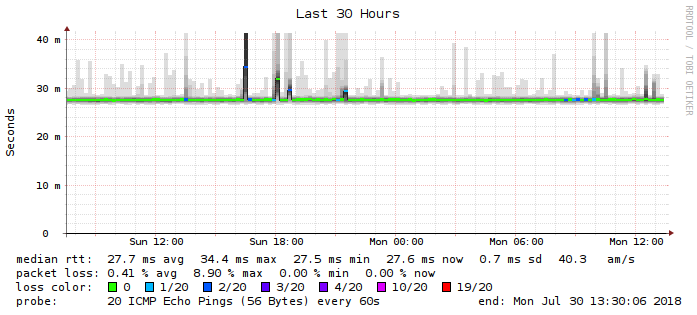 Last 30 Hours
RRDTOOL / TOBI OETIKER
Seconds
40 m
30 m
20 m
10 m
0
Sun 12:00 Sun 18:00 Mon 00:00 Mon 06:00 Mon 12:00
median rtt: 27.7 ms avg 34.4 ms max 27.5 ms min 27.6 ms now 0.7 ms sd 40.3 am/s
packet loss: 0.41 % avg 8.90 % max 0.00 % min 0.00 % now
loss color: 0 1/20 2/20 3/20 4/20 10/20 19/20
probe: 20 ICMP Echo Pings (56 Bytes) every 60s end: Mon Jul 30 13:30:06 2018